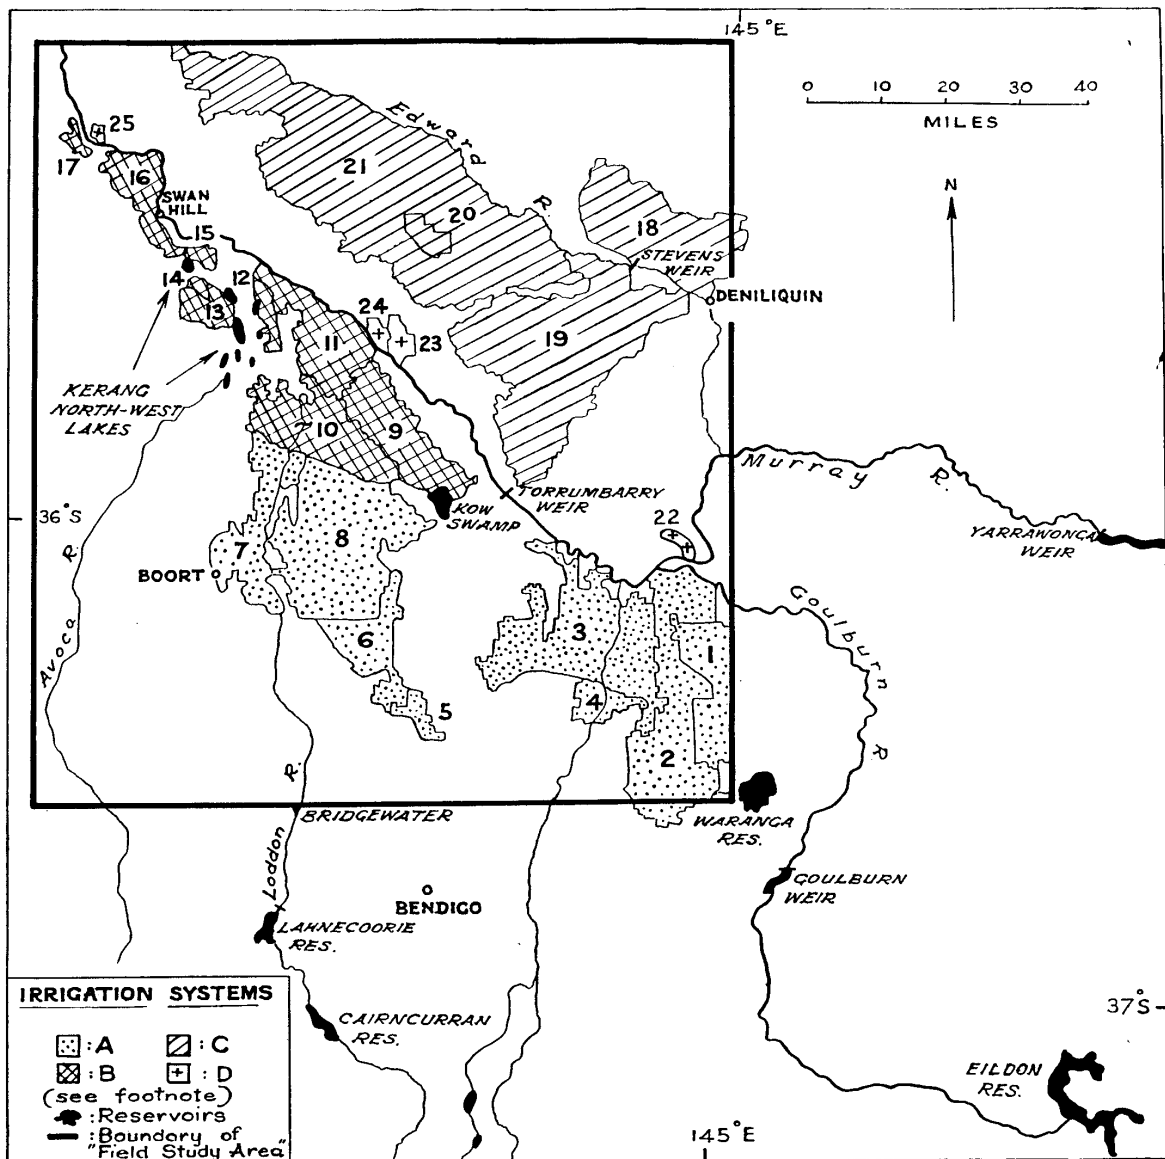 145°E
0 10 20 30 40
MILES
N
Edward
R.
25
17
16
SWAN
HILL
15
14
12
13
21
20
18
STEVENS
WEIR
DENILIQUIN
24
23
11
19
KERANG
NORTH-WEST
LAKES
10
9
Murray
R.
TORRUMBARRY
WEIR
KOW
SWAMP
36°S
22
YARRAWONGA
WEIR
7
8
BOORT
Avoca R.
Goulburn
R.
6
3
1
5
4
2
WARANGA
RES.
BRIDGEWATER
Loddon R.
GOULBURN
WEIR
BENDIGO
LAHNECOORIE
RES.
CAIRNCURRAN
RES.
37°S
EILDON
RES.
145°E
IRRIGATION SYSTEMS
: A : C
: B : D
(see footnote)
: Reservoirs
: Boundary of
"Field Study Area"